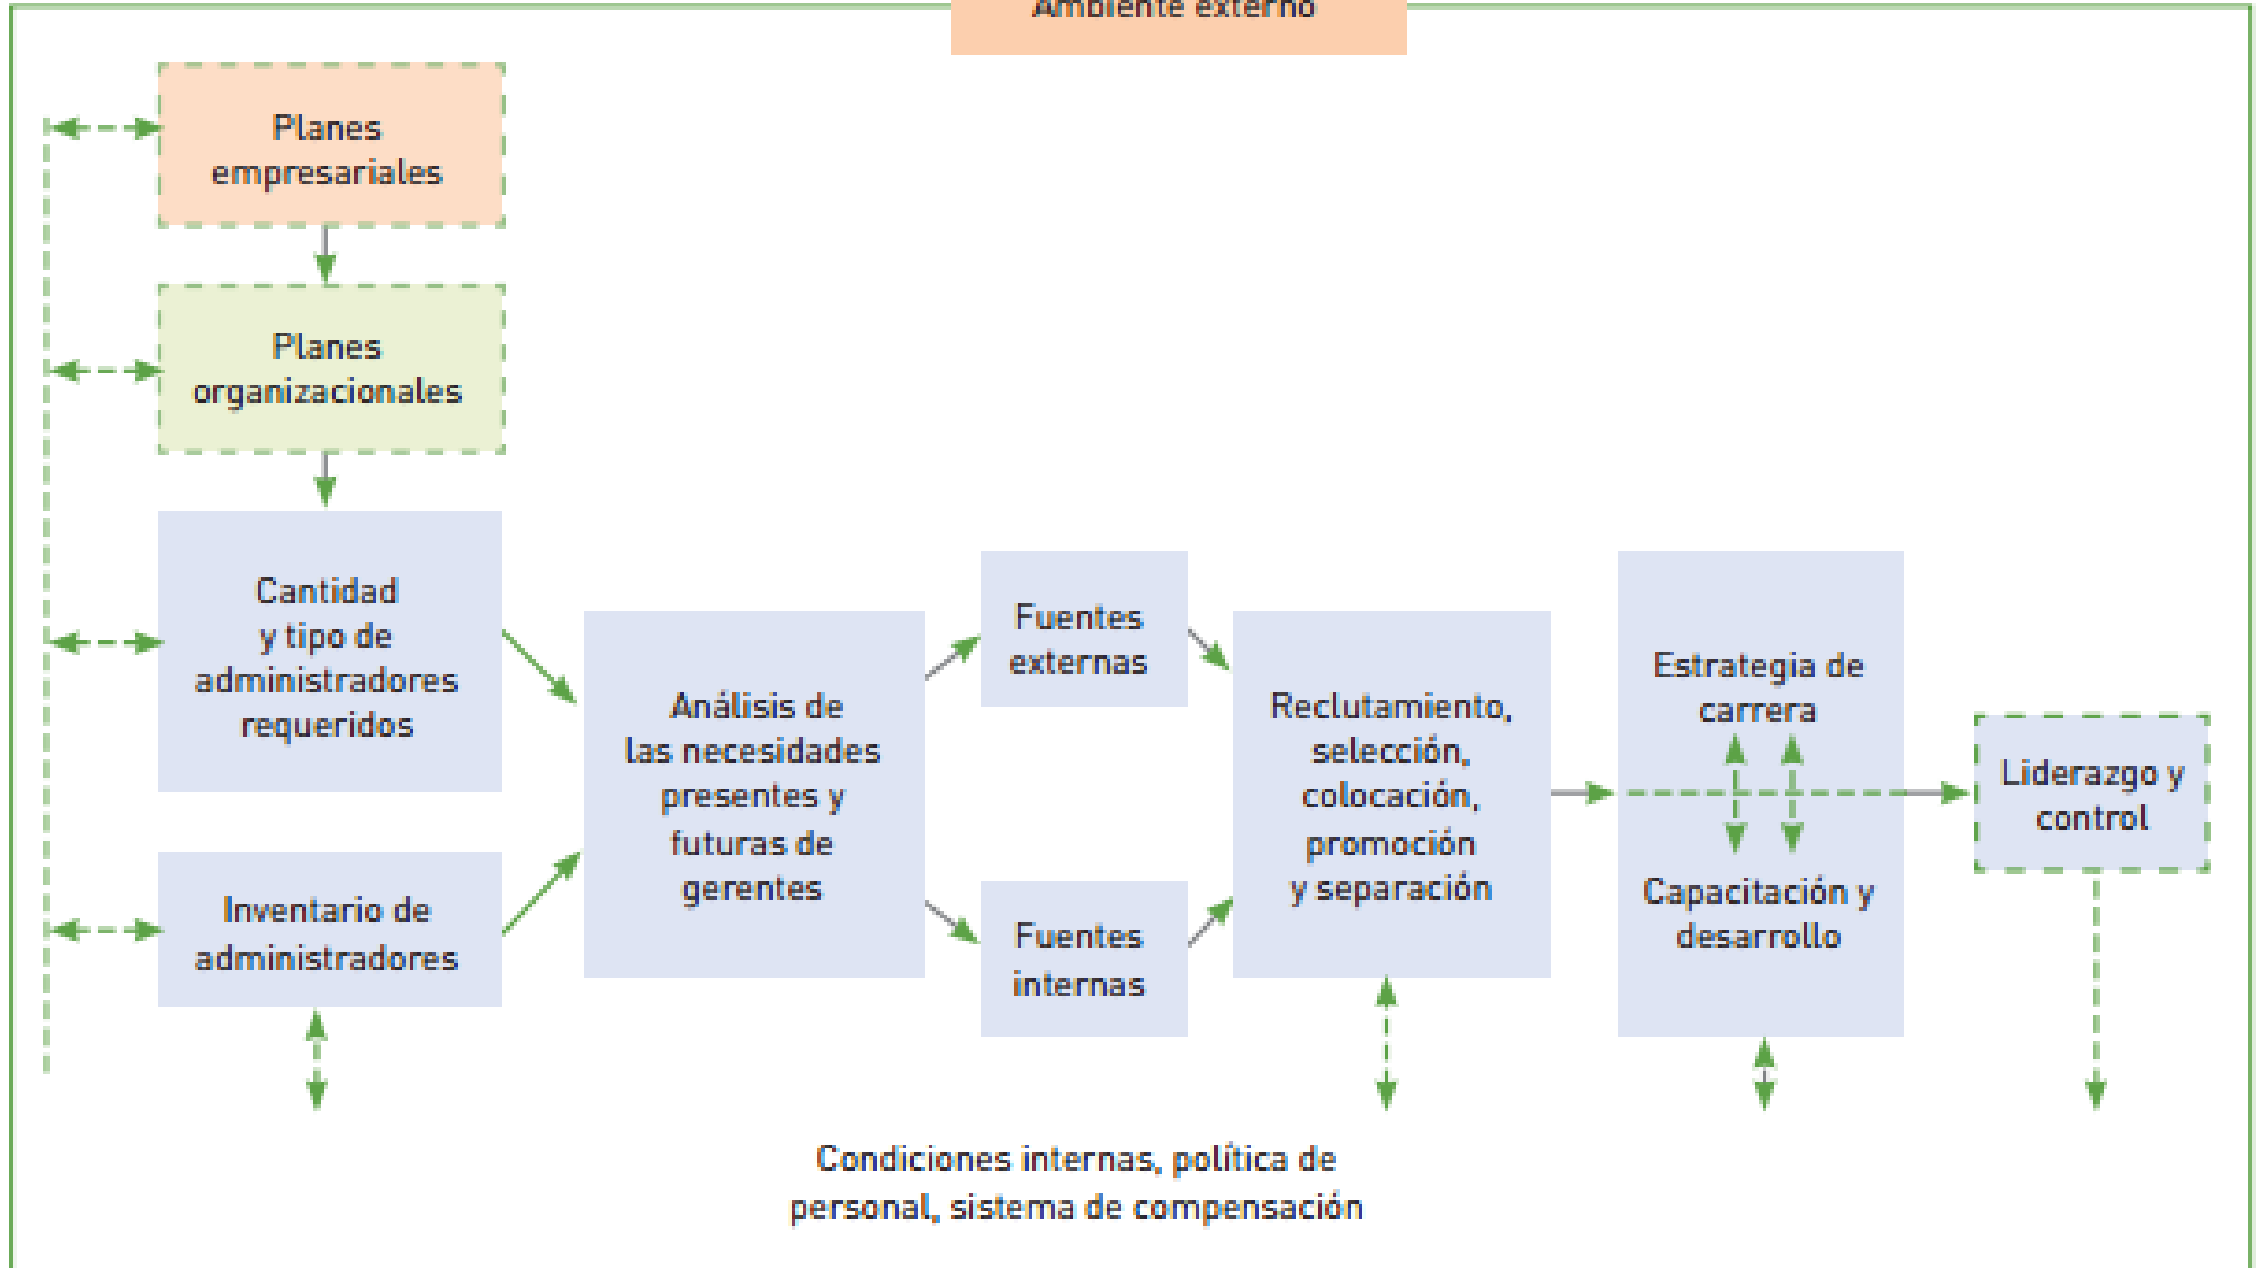 Ambiente externo
Planes
empresariales
Planes
organizacionales
Cantidad
y tipo de
administradores
requeridos
Inventario de
administradores
Análisis de
las necesidades
presentes y
futuras de
gerentes
Fuentes
externas
Fuentes
internas
Reclutamiento,
selección,
colocación,
promoción
y separación
Estrategia de
carrera
Capacitación y
desarrollo
Liderazgo y
control
Condiciones internas, política de
personal, sistema de compensación